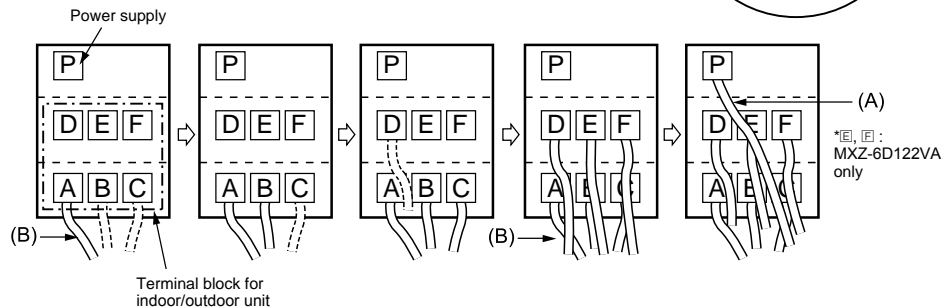 Power supply
P P P P P
D E F D E F D E F D E F D E F
A B C A B C A B C A B C A B C
(A)
*E, F :
MXZ-6D122VA
only
(B) (B)
Terminal block for
indoor/outdoor unit